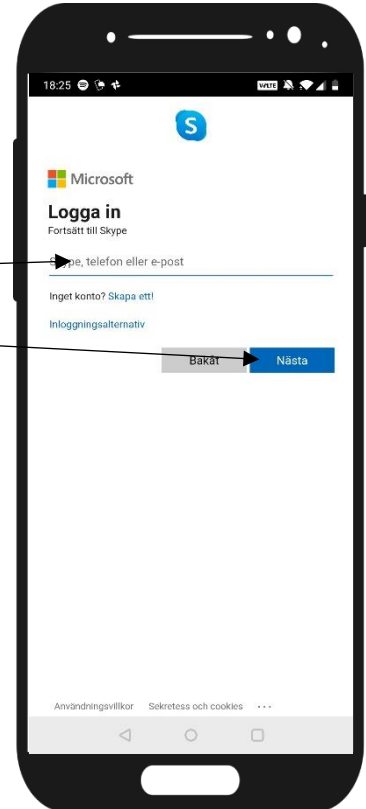 18:25
VoLTE
S
Microsoft
Logga in
Fortsätt till Skype
Skype, telefon eller e-post
Inget konto? Skapa ett!
Inloggningsalternativ
Bakåt Nästa
Användningsvillkor Sekretess och cookies ...